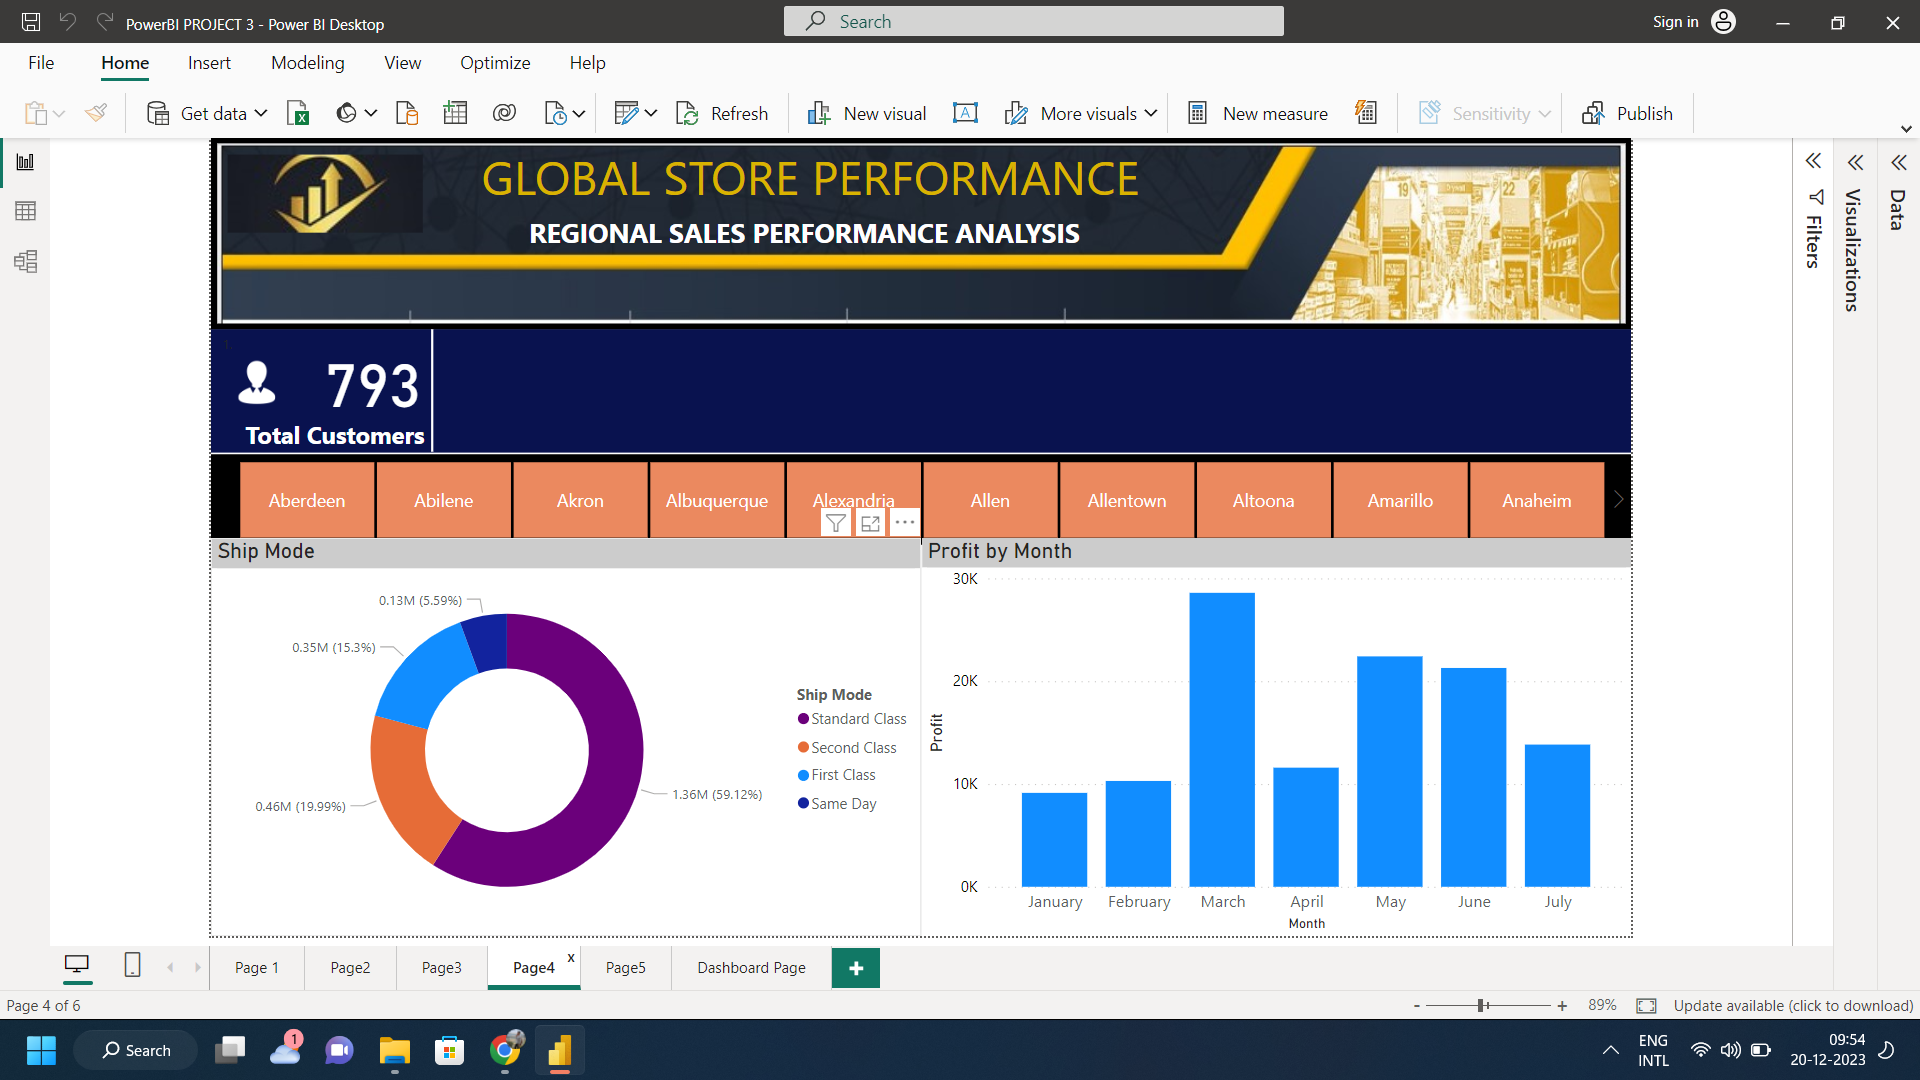 PowerBI PROJECT 3 - Power BI Desktop
Search
Sign in
File
Home
Insert
Modeling
View
Optimize
Help
Get data
Refresh
New visual
More visuals
New measure
Sensitivity
Publish
GLOBAL STORE PERFORMANCE
REGIONAL SALES PERFORMANCE ANALYSIS
19
22
793
Total Customers
Aberdeen
Abilene
Akron
Albuquerque
Alexandria
Allen
Allentown
Altoona
Amarillo
Anaheim
Ship Mode
0.13M (5.59%)
0.35M (15.3%)
0.46M (19.99%)
1.36M (59.12%)
Ship Mode
Standard Class
Second Class
First Class
Same Day
Profit by Month
30K
20K
10K
0K
Profit
January
February
March
April
May
June
July
Month
Filters
Visualizations
Data
Page 1
Page2
Page3
Page4
x
Page5
Dashboard Page
+
Page 4 of 6
- + 89%
Update available (click to download)
Search
1
ENG
INTL
09:54
20-12-2023